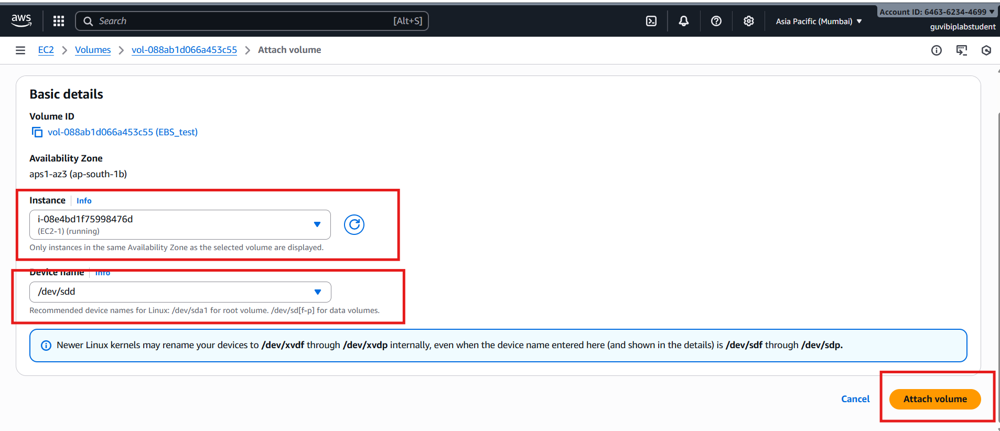 aws
Search [Alt+S]
Asia Pacific (Mumbai)
Account ID: 6463-6234-4699
guvibiplabstudent
EC2 > Volumes > vol-088ab1d066a453c55 > Attach volume
Basic details
Volume ID
vol-088ab1d066a453c55 (EBS_test)
Availability Zone
aps1-az3 (ap-south-1b)
Instance Info
i-08e4bd1f75998476d
(EC2-1) (running)
Only instances in the same Availability Zone as the selected volume are displayed.
Device name Info
/dev/sdd
Recommended device names for Linux: /dev/sda1 for root volume. /dev/sd[f-p] for data volumes.
Newer Linux kernels may rename your devices to /dev/xvdf through /dev/xvdp internally, even when the device name entered here (and shown in the details) is /dev/sdf through /dev/sdp.
Cancel Attach volume